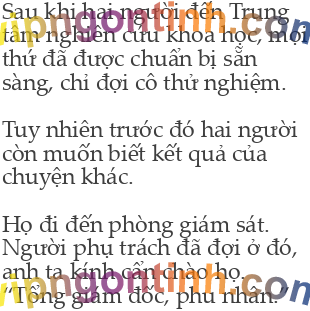 Sau khi hai người đến Trung
tâm nghiên cứu khoa học, mọi
thứ đã được chuẩn bị sẵn
sàng, chỉ đợi cô thử nghiệm.
Tuy nhiên trước đó hai người
còn muốn biết kết quả của
chuyện khác.
Họ đi đến phòng giám sát.
Người phụ trách đã đợi ở đó,
anh ta kính cẩn chào họ.
“Tổng giám đốc, phu nhân.”